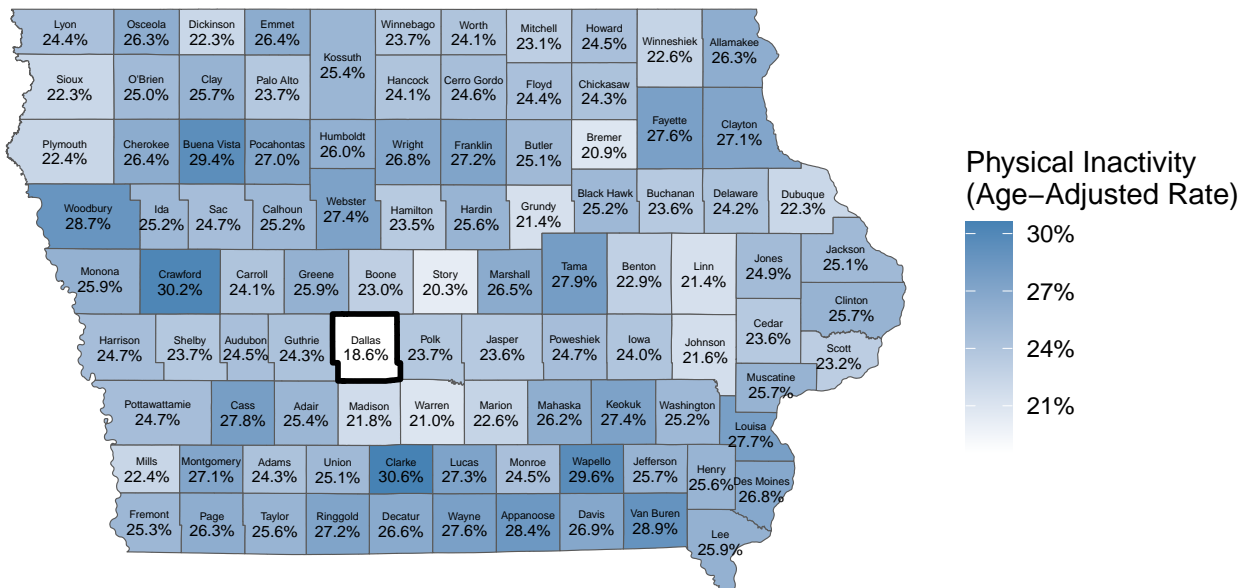 Lyon
24.4%
Osceola
26.3%
Dickinson
22.3%
Emmet
26.4%
Kossuth
25.4%
Winnebago
23.7%
Worth
24.1%
Mitchell
23.1%
Howard
24.5%
Winneshiek
22.6%
Allamakee
26.3%
Sioux
22.3%
O'Brien
25.0%
Clay
25.7%
Palo Alto
23.7%
Hancock
24.1%
Cerro Gordo
24.6%
Floyd
24.4%
Chickasaw
24.3%
Fayette
27.6%
Clayton
27.1%
Plymouth
22.4%
Cherokee
26.4%
Buena Vista
29.4%
Pocahontas
27.0%
Humboldt
26.0%
Wright
26.8%
Franklin
27.2%
Butler
25.1%
Bremer
20.9%
Woodbury
28.7%
Ida
25.2%
Sac
24.7%
Calhoun
25.2%
Webster
27.4%
Hamilton
23.5%
Hardin
25.6%
Grundy
21.4%
Black Hawk
25.2%
Buchanan
23.6%
Delaware
24.2%
Dubuque
22.3%
Monona
25.9%
Crawford
30.2%
Carroll
24.1%
Greene
25.9%
Boone
23.0%
Story
20.3%
Marshall
26.5%
Tama
27.9%
Benton
22.9%
Linn
21.4%
Jones
24.9%
Jackson
25.1%
Clinton
25.7%
Harrison
24.7%
Shelby
23.7%
Audubon
24.5%
Guthrie
24.3%
Dallas
18.6%
Polk
23.7%
Jasper
23.6%
Poweshiek
24.7%
Iowa
24.0%
Johnson
21.6%
Cedar
23.6%
Scott
23.2%
Muscatine
25.7%
Pottawattamie
24.7%
Cass
27.8%
Adair
25.4%
Madison
21.8%
Warren
21.0%
Marion
22.6%
Mahaska
26.2%
Keokuk
27.4%
Washington
25.2%
Louisa
27.7%
Mills
22.4%
Montgomery
27.1%
Adams
24.3%
Union
25.1%
Clarke
30.6%
Lucas
27.3%
Monroe
24.5%
Wapello
29.6%
Jefferson
25.7%
Henry
25.6%
Des Moines
26.8%
Fremont
25.3%
Page
26.3%
Taylor
25.6%
Ringgold
27.2%
Decatur
26.6%
Wayne
27.6%
Appanoose
28.4%
Davis
26.9%
Van Buren
28.9%
Lee
25.9%
Physical Inactivity
(Age−Adjusted Rate)
30%
27%
24%
21%